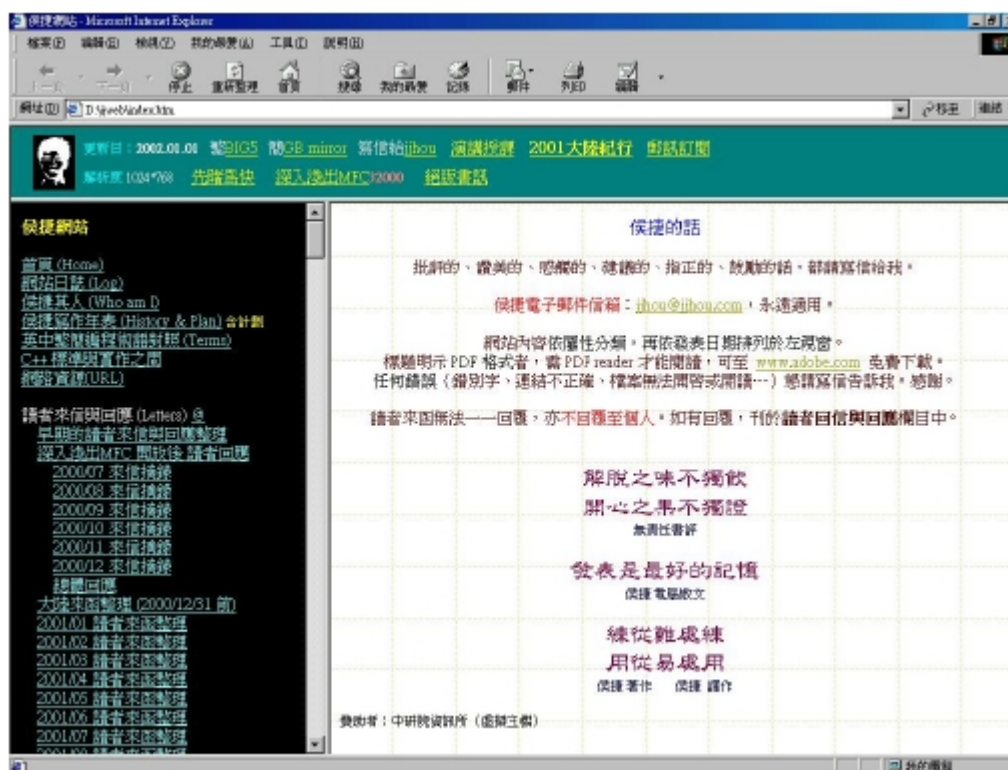 侯捷網站 - Microsoft Internet Explorer
檔案(F) 編輯(E) 檢視(V) 我的最愛(A) 工具(T) 說明(H)
上一頁 下一頁 停止 重新整理 首頁 搜尋 我的最愛 記錄 郵件 列印 編輯
網址(D) D:\jjweb\index.htm 移至 連結
更新日：2002.01.01 繁BIG5 簡GB mirror 寫信給jjhou 演講授課 2001大陸紀行 郵試訂閱
解析度 1024*768 先睹為快 深入淺出MFC2000 絕版書訊
侯捷網站
首頁 (Home)
網站日誌 (Log)
侯捷其人 (Who am I)
侯捷寫作年表 (History & Plan) 含計劃
英中繁簡編程術語對照 (Terms)
C++ 標準與實作之間
網路資源(URL)
讀者來信與回應 (Letters) @
早期的讀者來信與回應整理
深入淺出MFC 開放後 讀者回應
2000/07 來信摘錄
2000/08 來信摘錄
2000/09 來信摘錄
2000/10 來信摘錄
2000/11 來信摘錄
2000/12 來信摘錄
總體回應
大陸來函整理 (2000/12/31 前)
2001/01 讀者來函整理
2001/02 讀者來函整理
2001/03 讀者來函整理
2001/04 讀者來函整理
2001/05 讀者來函整理
2001/06 讀者來函整理
2001/07 讀者來函整理
侯捷的話
批評的、讚美的、感慨的、建議的、指正的、鼓勵的話，都請寫信給我。
侯捷電子郵件信箱：jjhou@jjhou.com，永遠適用。
網站內容依屬性分類，再依發表日期排列於左視窗。
標題明示 PDF 格式者，需 PDF reader 才能閱讀，可至 www.adobe.com 免費下載。
任何錯誤（錯別字、連結不正確、檔案無法開啓或閱讀…）懇請寫信告訴我。感謝。
讀者來函無法一一回覆，亦不回覆至個人。如有回覆，刊於讀者回信與回應欄目中。
解脫之味不獨飲
開心之果不獨證
無責任書評
發表是最好的記憶
侯捷 電腦散文
練從難處練
用從易處用
侯捷 著作 侯捷 譯作
贊助者：中研院資訊所（虛擬主機）
我的電腦